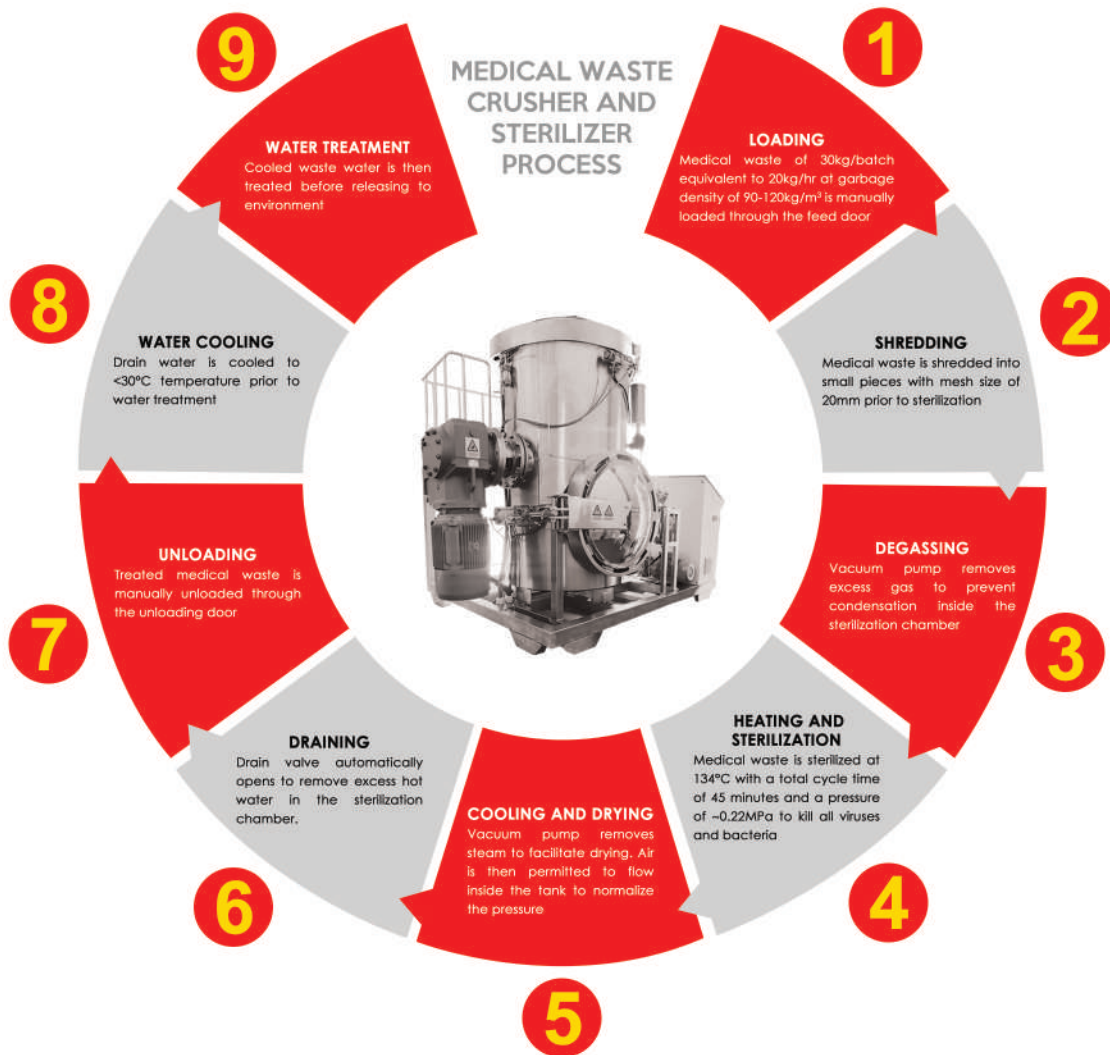 MEDICAL WASTE
CRUSHER AND
STERILIZER
PROCESS
1
LOADING
Medical waste of 30kg/batch
equivalent to 20kg/hr at garbage
density of 90-120kg/m³ is manually
loaded through the feed door
2
SHREDDING
Medical waste is shredded into
small pieces with mesh size of
20mm prior to sterilization
3
DEGASSING
Vacuum pump removes
excess gas to prevent
condensation inside the
sterilization chamber
4
HEATING AND
STERILIZATION
Medical waste is sterilized at
134°C with a total cycle time
of 45 minutes and a pressure
of ~0.22MPa to kill all viruses
and bacteria
5
COOLING AND DRYING
Vacuum pump removes
steam to facilitate drying. Air
is then permitted to flow
inside the tank to normalize
the pressure
6
DRAINING
Drain valve automatically
opens to remove excess hot
water in the sterilization
chamber.
7
UNLOADING
Treated medical waste is
manually unloaded through
the unloading door
8
WATER COOLING
Drain water is cooled to
<30°C temperature prior to
water treatment
9
WATER TREATMENT
Cooled waste water is then
treated before releasing to
environment